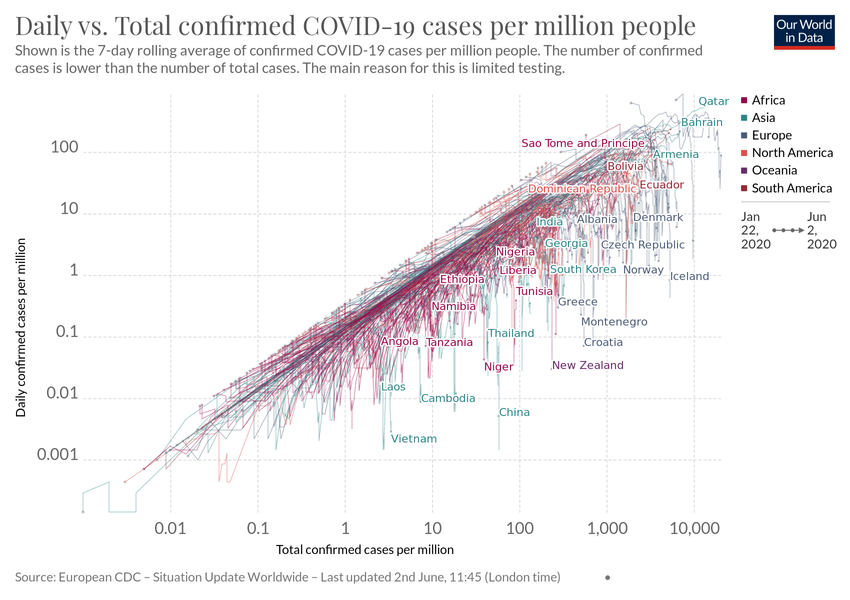 Daily vs. Total confirmed COVID-19 cases per million people
Our World
in Data
Shown is the 7-day rolling average of confirmed COVID-19 cases per million people. The number of confirmed
cases is lower than the number of total cases. The main reason for this is limited testing.
Qatar
Africa
Bahrain
Asia
Europe
100
Sao Tome and Principe
Armenia
North America
Bolivia
Oceania
Dominican Republic
Ecuador
South America
10
India
Albania
Denmark
Jan
22,
2020
Jun
2,
2020
Georgia
Czech Republic
Nigeria
1
Liberia
South Korea
Norway
Iceland
Ethiopia
Tunisia
Greece
Namibia
Montenegro
0.1
Angola
Tanzania
Thailand
Croatia
Niger
New Zealand
Laos
0.01
Cambodia
China
Vietnam
0.001
Daily confirmed cases per million
0.01
0.1
1
10
100
1,000
10,000
Total confirmed cases per million
Source: European CDC – Situation Update Worldwide – Last updated 2nd June, 11:45 (London time)